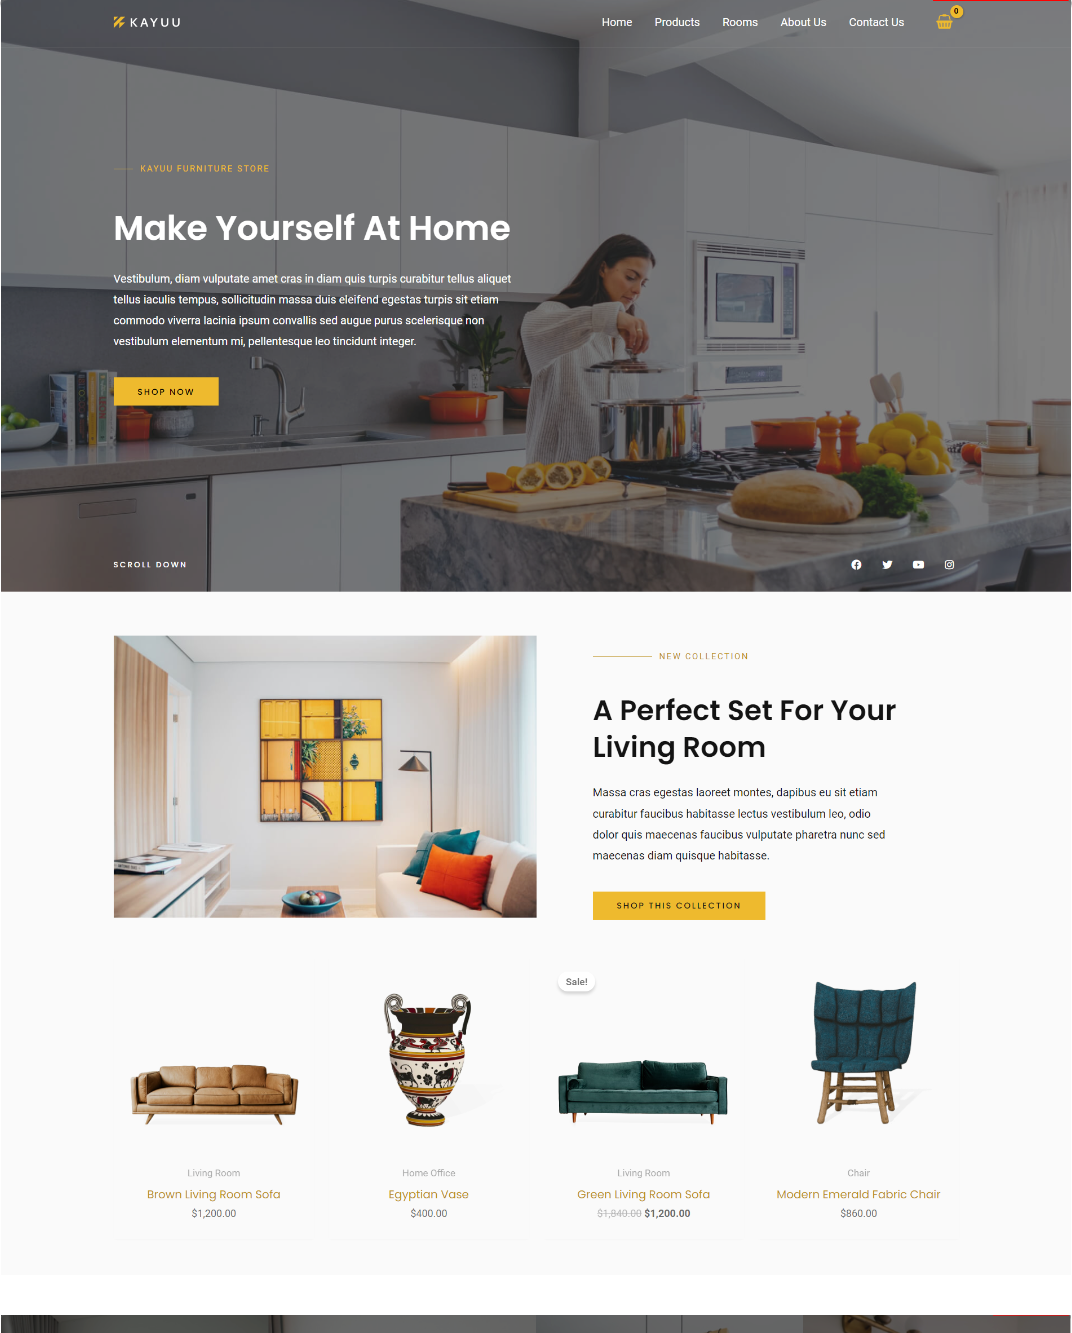 KAYUU
Home Products Rooms About Us Contact Us 0
KAYUU FURNITURE STORE
Make Yourself At Home
Vestibulum, diam vulputate amet cras in diam quis turpis curabitur tellus aliquet
tellus iaculis tempus, sollicitudin massa duis eleifend egestas turpis sit etiam
commodo viverra lacinia ipsum convallis sed augue purus scelerisque non
vestibulum elementum mi, pellentesque leo tincidunt integer.
SHOP NOW
SCROLL DOWN
NEW COLLECTION
A Perfect Set For Your
Living Room
Massa cras egestas laoreet montes, dapibus eu sit etiam
curabitur faucibus habitasse lectus vestibulum leo, odio
dolor quis maecenas faucibus vulputate pharetra nunc sed
maecenas diam quisque habitasse.
SHOP THIS COLLECTION
Sale!
Living Room
Brown Living Room Sofa
$1,200.00
Home Office
Egyptian Vase
$400.00
Living Room
Green Living Room Sofa
$1,840.00 $1,200.00
Chair
Modern Emerald Fabric Chair
$860.00